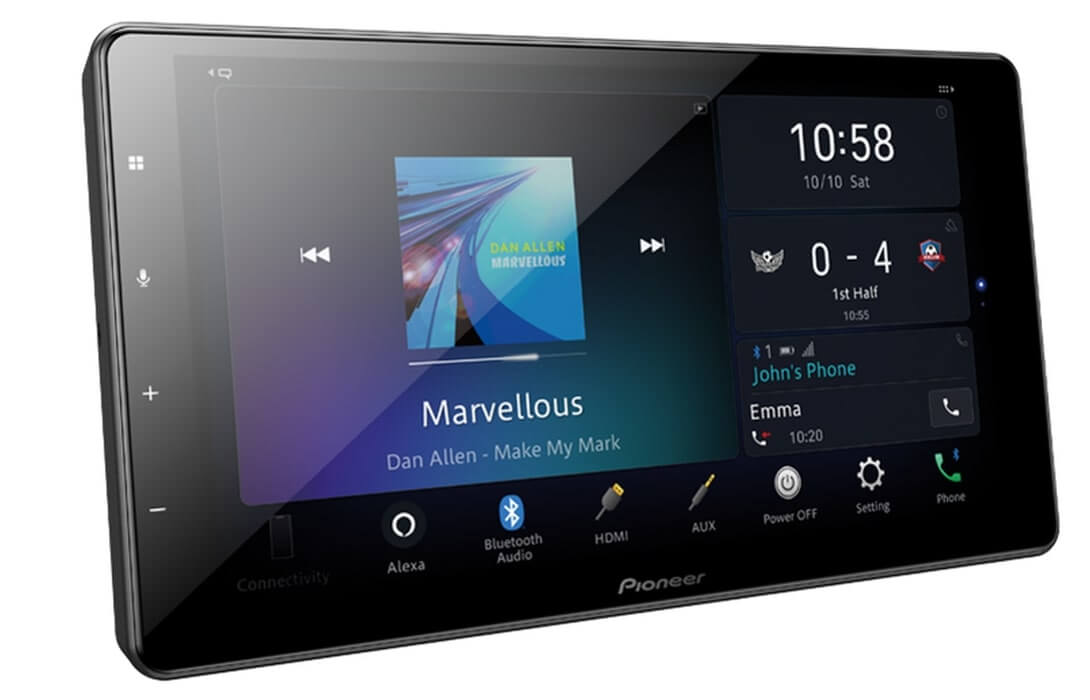 10:58
10/10 Sat
DAN ALLEN
MARVELLOUS
0 - 4
1st Half
10:55
1
John's Phone
Marvellous
Dan Allen - Make My Mark
Emma
10:20
Connectivity
Alexa
Bluetooth
Audio
HDMI
AUX
Power OFF
Setting
Phone
Pioneer